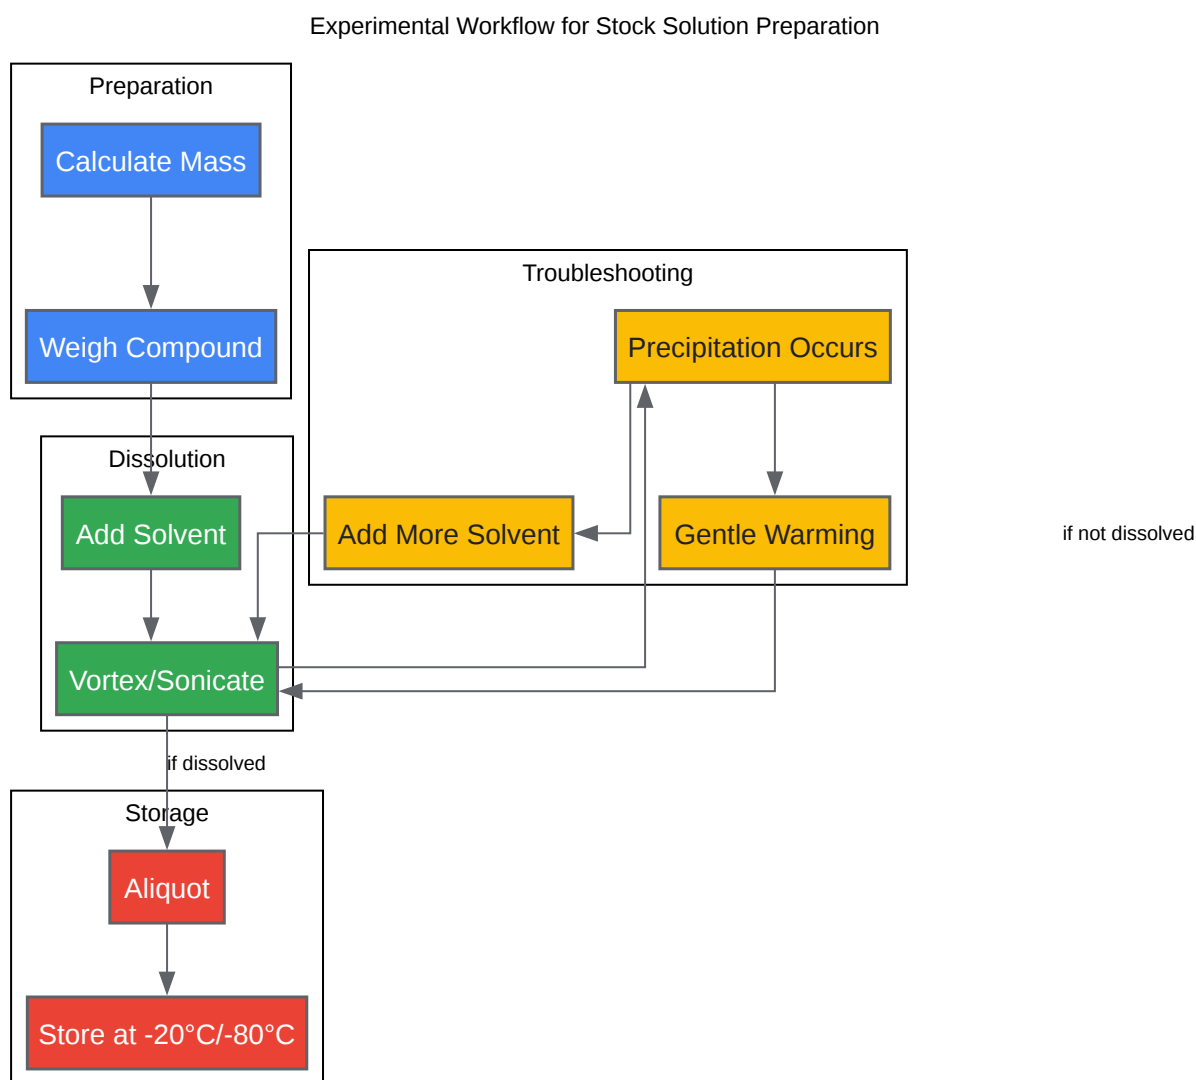 Experimental Workflow for Stock Solution Preparation
Preparation
Calculate Mass
Weigh Compound
Troubleshooting
Precipitation Occurs
Add More Solvent
Gentle Warming
if not dissolved
Dissolution
Add Solvent
Vortex/Sonicate
if dissolved
Storage
Aliquot
Store at -20°C/-80°C